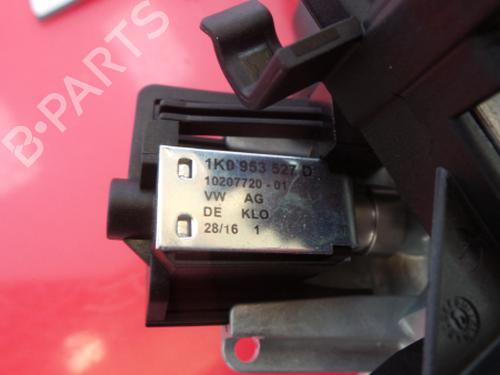 B-PARTS
1K0 953 527 D
10207720-01
VW AG
DE KLO
28/16 1